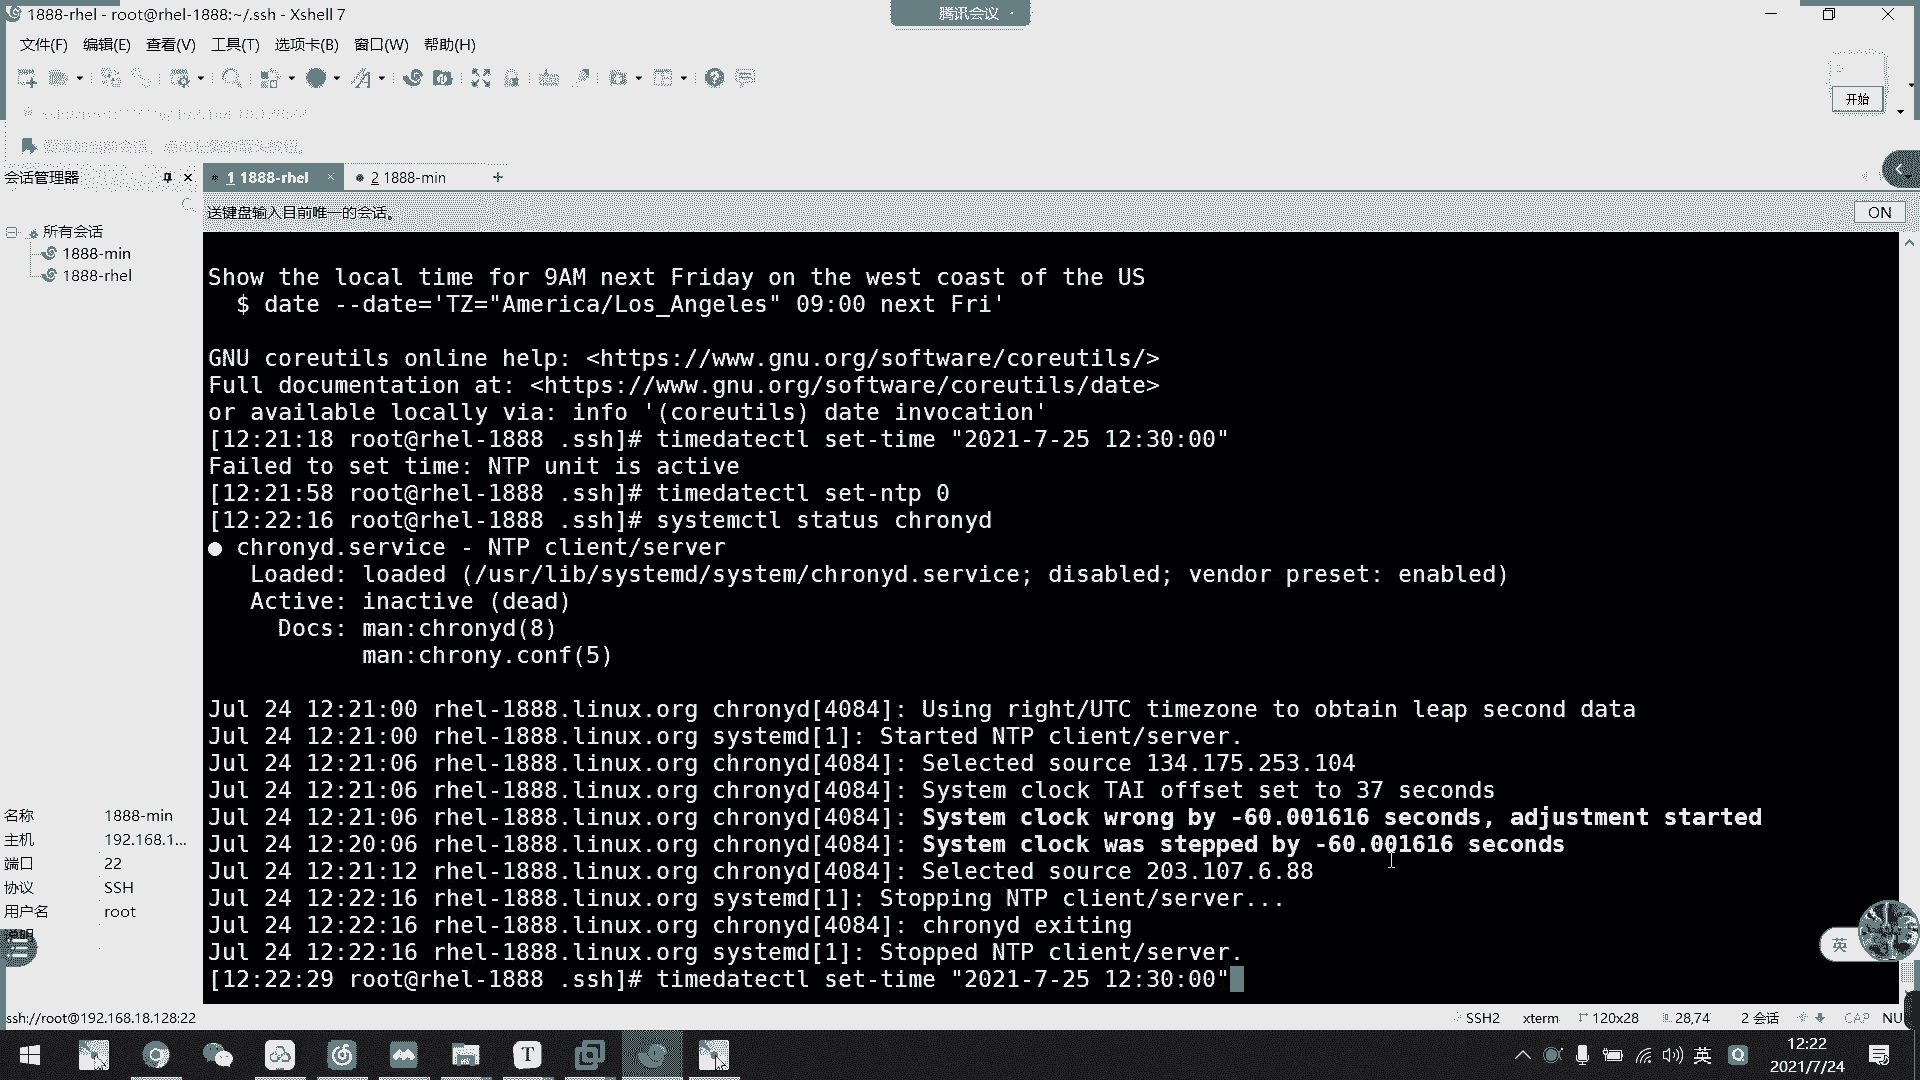 1888-rhel - root@rhel-1888:~/.ssh - Xshell 7
腾讯会议
文件(F) 编辑(E) 查看(V) 工具(T) 选项卡(B) 窗口(W) 帮助(H)
开始
会话管理器
1 1888-rhel × 2 1888-min +
送键盘输入目前唯一的会话。
ON
所有会话
1888-min
1888-rhel
Show the local time for 9AM next Friday on the west coast of the US
$ date --date='TZ="America/Los_Angeles" 09:00 next Fri'
GNU coreutils online help: <https://www.gnu.org/software/coreutils/>
Full documentation at: <https://www.gnu.org/software/coreutils/date>
or available locally via: info '(coreutils) date invocation'
[12:21:18 root@rhel-1888 .ssh]# timedatectl set-time "2021-7-25 12:30:00"
Failed to set time: NTP unit is active
[12:21:58 root@rhel-1888 .ssh]# timedatectl set-ntp 0
[12:22:16 root@rhel-1888 .ssh]# systemctl status chronyd
● chronyd.service - NTP client/server
Loaded: loaded (/usr/lib/systemd/system/chronyd.service; disabled; vendor preset: enabled)
Active: inactive (dead)
Docs: man:chronyd(8)
man:chrony.conf(5)
Jul 24 12:21:00 rhel-1888.linux.org chronyd[4084]: Using right/UTC timezone to obtain leap second data
Jul 24 12:21:00 rhel-1888.linux.org systemd[1]: Started NTP client/server.
Jul 24 12:21:06 rhel-1888.linux.org chronyd[4084]: Selected source 134.175.253.104
Jul 24 12:21:06 rhel-1888.linux.org chronyd[4084]: System clock TAI offset set to 37 seconds
Jul 24 12:21:06 rhel-1888.linux.org chronyd[4084]: System clock wrong by -60.001616 seconds, adjustment started
Jul 24 12:20:06 rhel-1888.linux.org chronyd[4084]: System clock was stepped by -60.001616 seconds
Jul 24 12:21:12 rhel-1888.linux.org chronyd[4084]: Selected source 203.107.6.88
Jul 24 12:22:16 rhel-1888.linux.org systemd[1]: Stopping NTP client/server...
Jul 24 12:22:16 rhel-1888.linux.org chronyd[4084]: chronyd exiting
Jul 24 12:22:16 rhel-1888.linux.org systemd[1]: Stopped NTP client/server.
[12:22:29 root@rhel-1888 .ssh]# timedatectl set-time "2021-7-25 12:30:00"
名称 1888-min
主机 192.168.1...
端口 22
协议 SSH
用户名 root
说明
英
ssh://root@192.168.18.128:22
SSH2 xterm 120x28 28,74 2 会话 CAP NU
英
12:22
2021/7/24